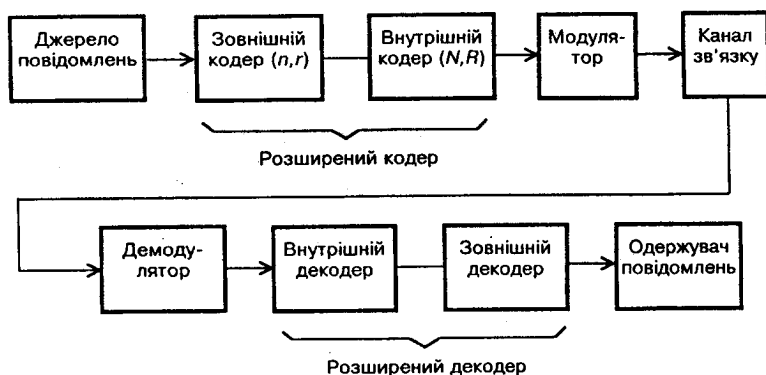 Джерело
повідомлень
Зовнішній
кодер (n,r)
Внутрішній
кодер (N,R)
Модуля-
тор
Канал
зв'язку
Розширений кодер
Демоду-
лятор
Внутрішній
декодер
Зовнішній
декодер
Одержувач
повідомлень
Розширений декодер